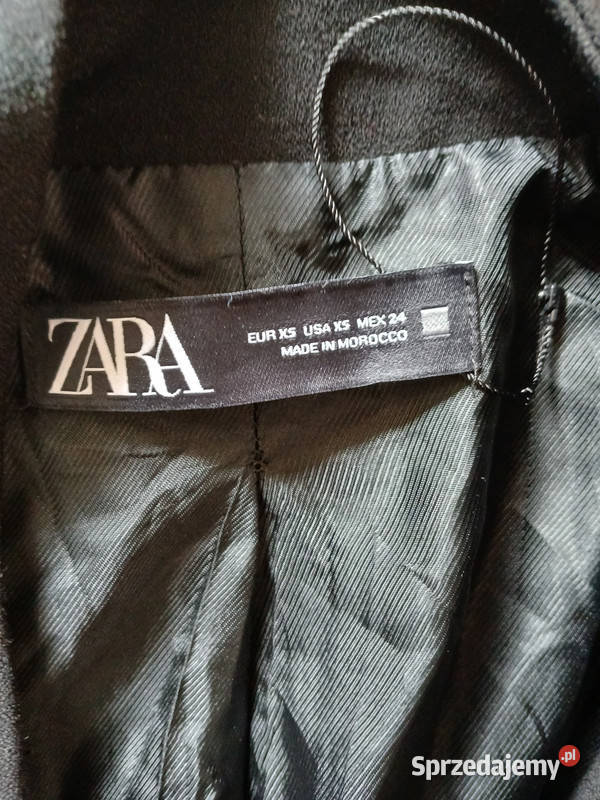 ZARA
EUR XS USA XS MEX 24
MADE IN MOROCCO
Sprzedajemy.pl